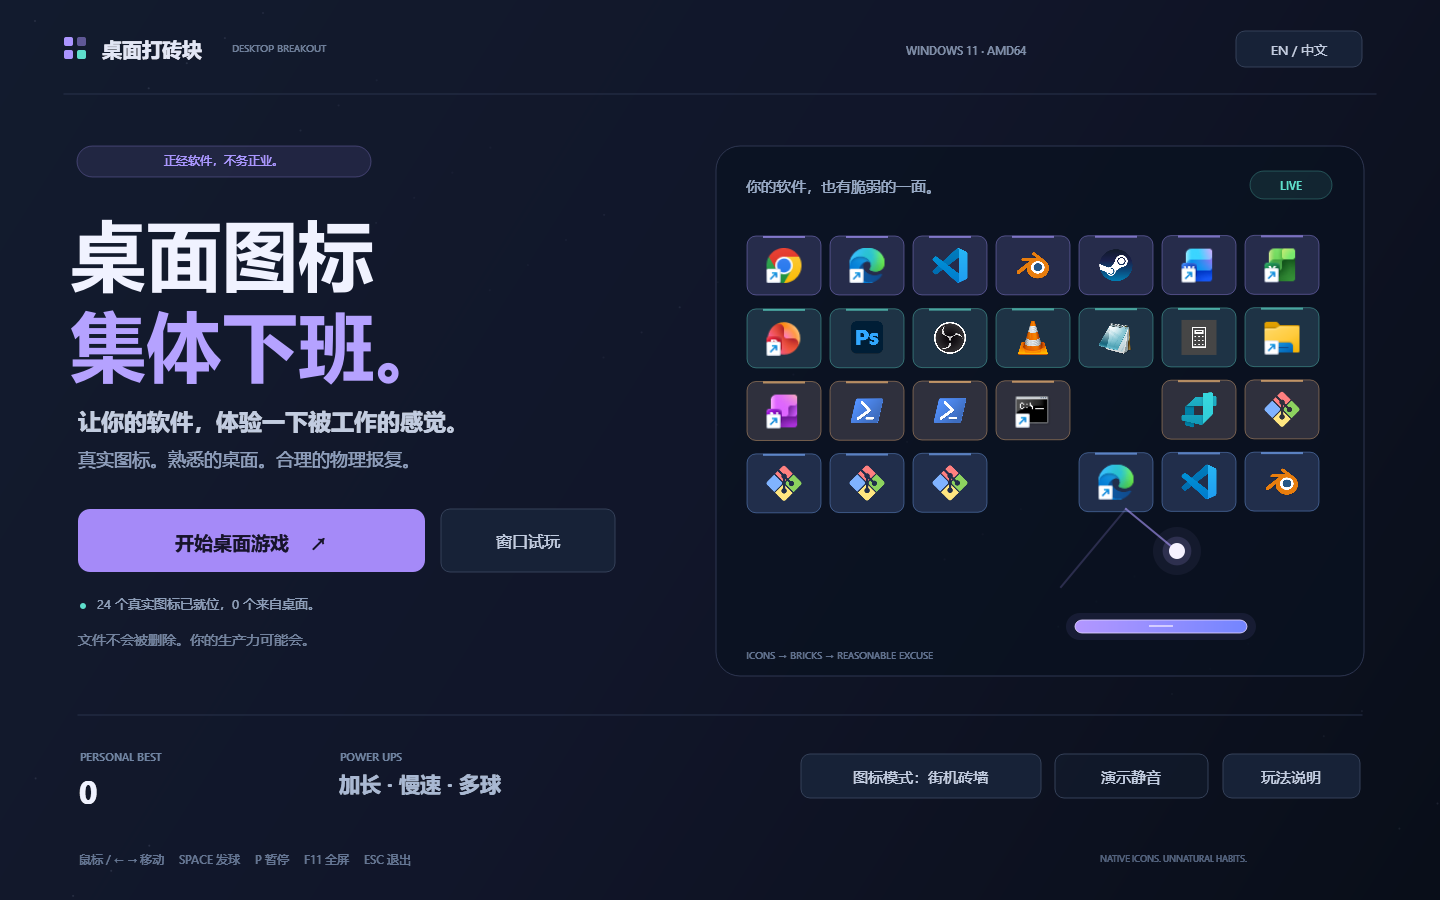 桌面打砖块
DESKTOP BREAKOUT
WINDOWS 11 · AMD64
EN / 中文
正经软件，不务正业。
桌面图标
集体下班。
让你的软件，体验一下被工作的感觉。
真实图标。熟悉的桌面。合理的物理报复。
开始桌面游戏 ↗
窗口试玩
24 个真实图标已就位，0 个来自桌面。
文件不会被删除。你的生产力可能会。
你的软件，也有脆弱的一面。
LIVE
Ps
C:\_
ICONS → BRICKS → REASONABLE EXCUSE
PERSONAL BEST
0
POWER UPS
加长 · 慢速 · 多球
图标模式：街机砖墙
演示静音
玩法说明
鼠标 / ← → 移动 SPACE 发球 P 暂停 F11 全屏 ESC 退出
NATIVE ICONS. UNNATURAL HABITS.